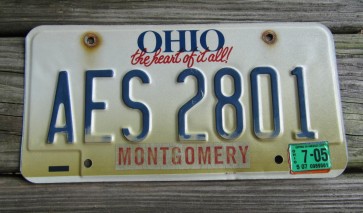 OHIO
the heart of it all!
AES 2801
7-05
MONTGOMERY